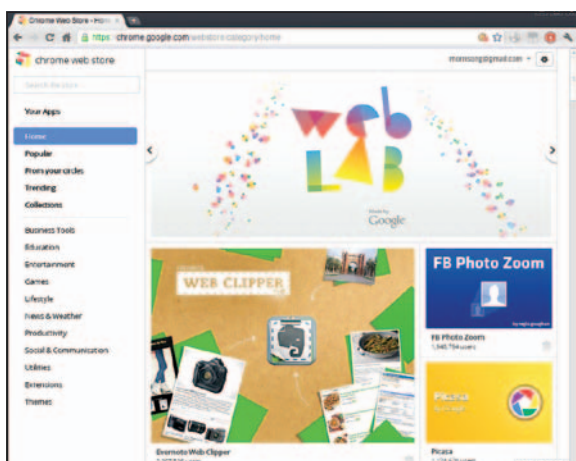 Chrome Web Store - Hom
https://chrome.google.com/webstore/category/home
chrome web store
Search the store
Your Apps
Home
Popular
From your circles
Trending
Collections
Business Tools
Education
Entertainment
Games
Lifestyle
News & Weather
Productivity
Social & Communication
Utilities
Extensions
Themes
web
LAB
Made by
Google
WEB CLIPPER
Evernote Web Clipper
FB Photo Zoom
FB Photo Zoom
Picasa
Picasa